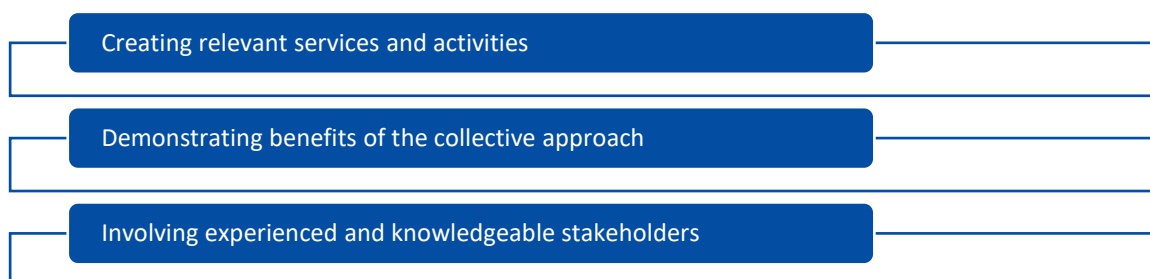 Creating relevant services and activities
Demonstrating benefits of the collective approach
Involving experienced and knowledgeable stakeholders